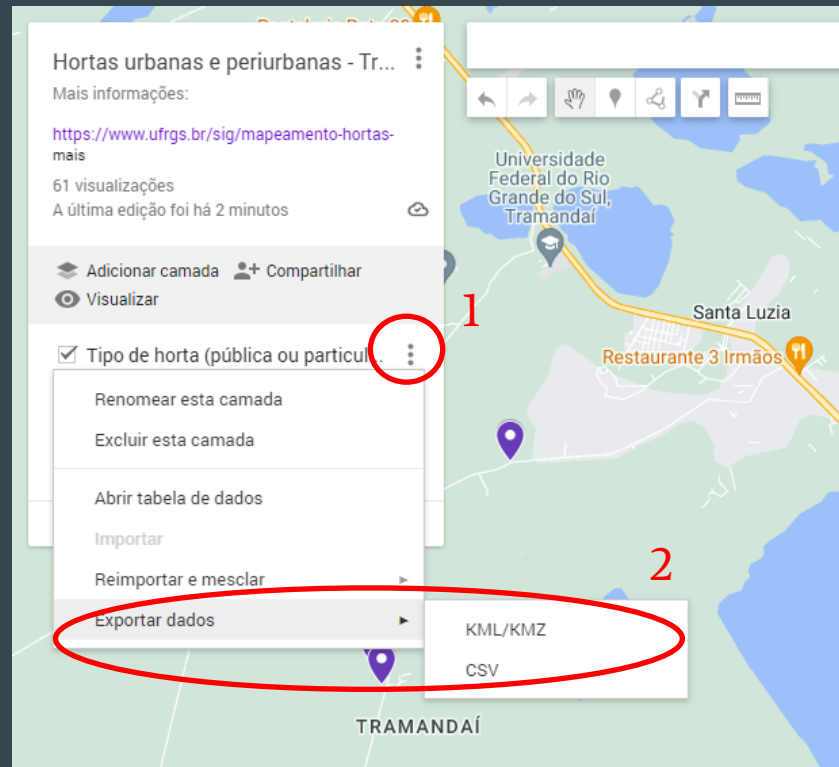 Hortas urbanas e periurbanas - Tr...
Mais informações:
https://www.ufrgs.br/sig/mapeamento-hortas-
mais
61 visualizações
A última edição foi há 2 minutos
Adicionar camada
Compartilhar
Visualizar
Tipo de horta (pública ou particul...
1
Renomear esta camada
Excluir esta camada
Abrir tabela de dados
Importar
Reimportar e mesclar
Exportar dados
2
KML/KMZ
CSV
Universidade
Federal do Rio
Grande do Sul,
Tramandaí
Santa Luzia
Restaurante 3 Irmãos
TRAMANDAÍ